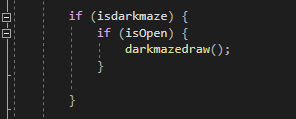 if (isdarkmaze) {
if (isOpen) {
darkmazedraw();
}
}